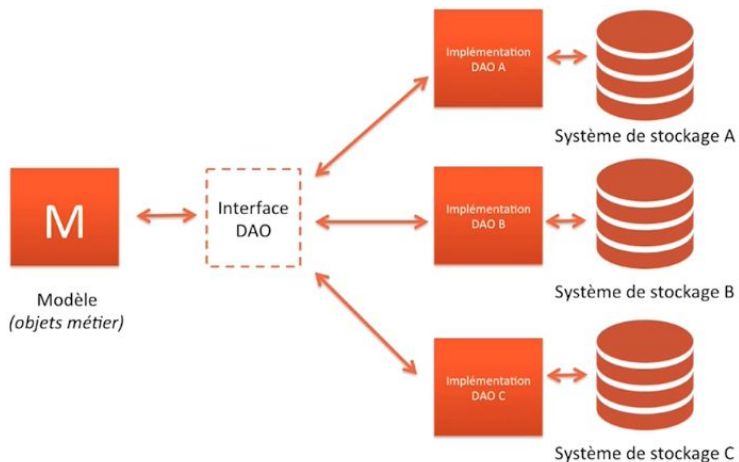 Implémentation
DAO A
Système de stockage A
M
Interface
DAO
Implémentation
DAO B
Modèle
(objets métier)
Système de stockage B
Implémentation
DAO C
Système de stockage C